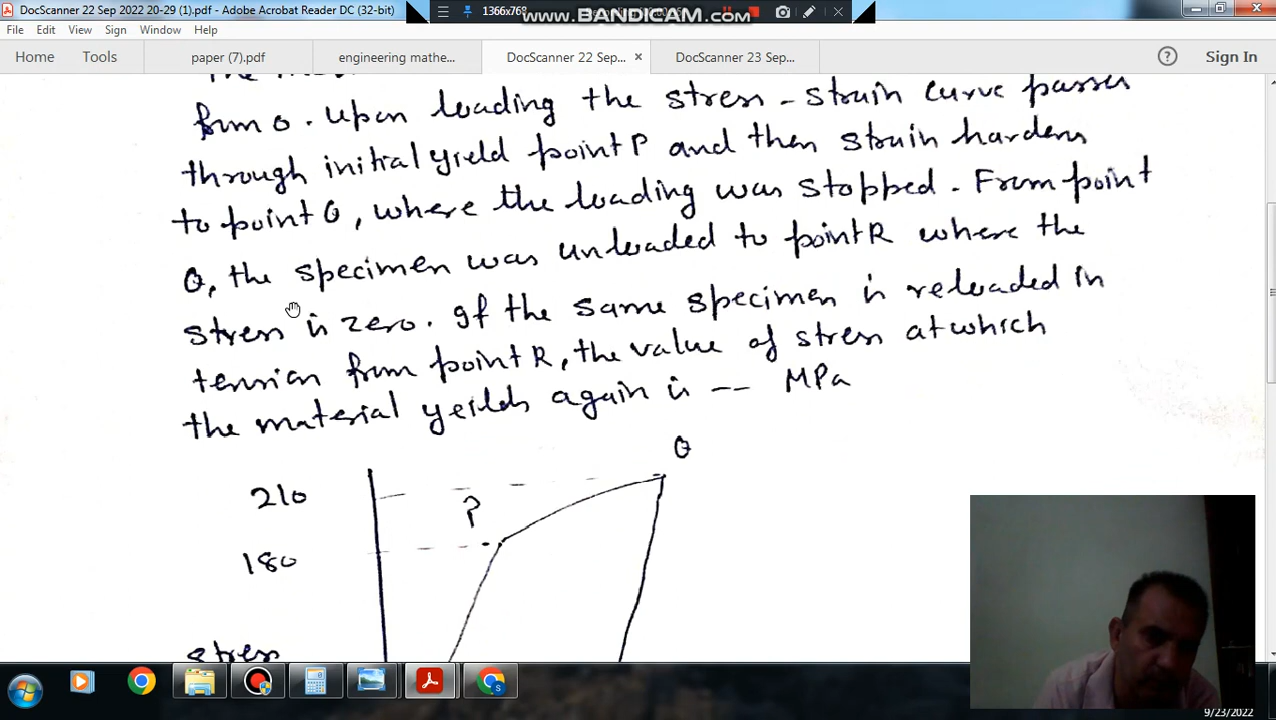 DocScanner 22 Sep 2022 20-29 (1).pdf - Adobe Acrobat Reader DC (32-bit)
1366x768
www.BANDICAM.com
File Edit View Sign Window Help
Home Tools paper (7).pdf engineering mathe... DocScanner 22 Sep... × DocScanner 23 Sep... Sign In
from O. Upon loading the stress - strain curve passes
through initial yield point P and then strain hardens
to point Q, where the loading was stopped. From point
Q, the specimen was unloaded to point R where the
stress is zero. If the same specimen is reloaded in
tension from point R, the value of stress at which
the material yeilds again is -- MPa
Q
210
P
180
stress
9/23/2022